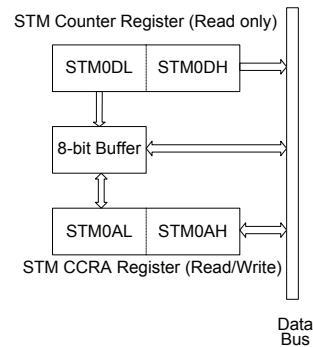 STM Counter Register (Read only)
STM0DL STM0DH
8-bit Buffer
STM0AL STM0AH
STM CCRA Register (Read/Write)
Data
Bus